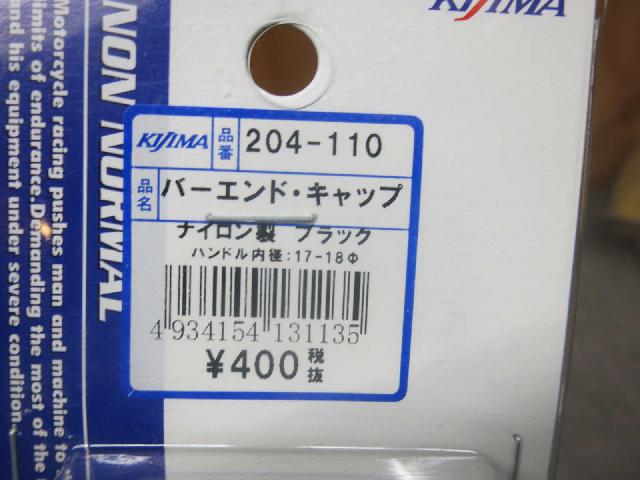 KIJIMA
NON NORMAL
Motorcycle racing pushes man and machine to
limits of endurance. Demanding the most of the
and his equipment under severe condition.
KIJIMA 品番 204-110
品名 バーエンド・キャップ
ナイロン製 ブラック
ハンドル内径:17-18Φ
4 934154 131135
¥400 税抜